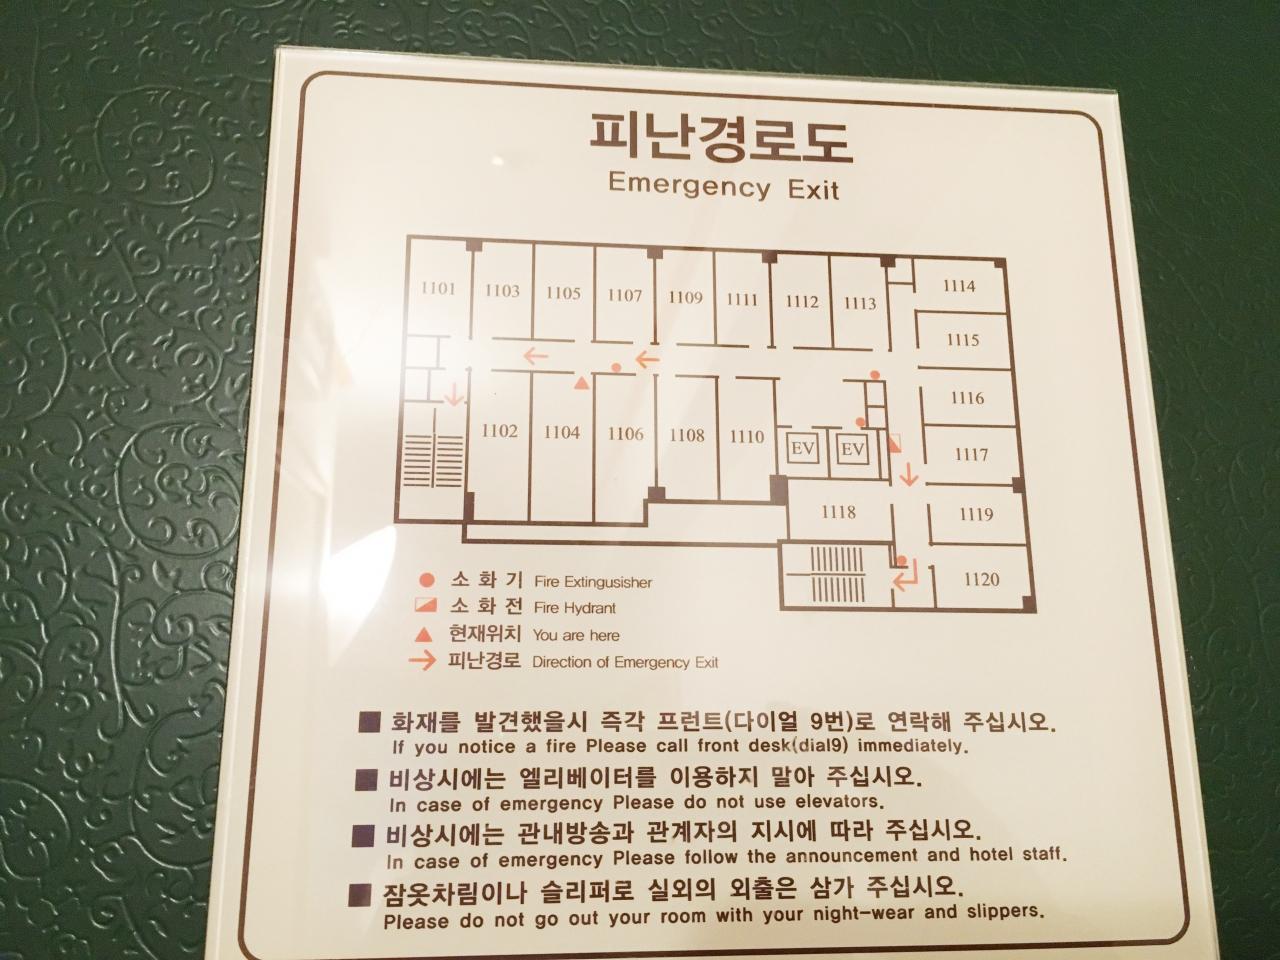 피난경로도
Emergency Exit
1101 1103 1105 1107 1109 1111 1112 1113 1114
1115
1116
1102 1104 1106 1108 1110 EV EV 1117
1118 1119
1120
소화기 Fire Extingusisher
소화전 Fire Hydrant
현재위치 You are here
피난경로 Direction of Emergency Exit
■ 화재를 발견했을시 즉각 프런트(다이얼 9번)로 연락해 주십시오.
If you notice a fire Please call front desk(dial9) immediately.
■ 비상시에는 엘리베이터를 이용하지 말아 주십시오.
In case of emergency Please do not use elevators.
■ 비상시에는 관내방송과 관계자의 지시에 따라 주십시오.
In case of emergency Please follow the announcement and hotel staff.
■ 잠옷차림이나 슬리퍼로 실외의 외출은 삼가 주십시오.
Please do not go out your room with your night-wear and slippers.